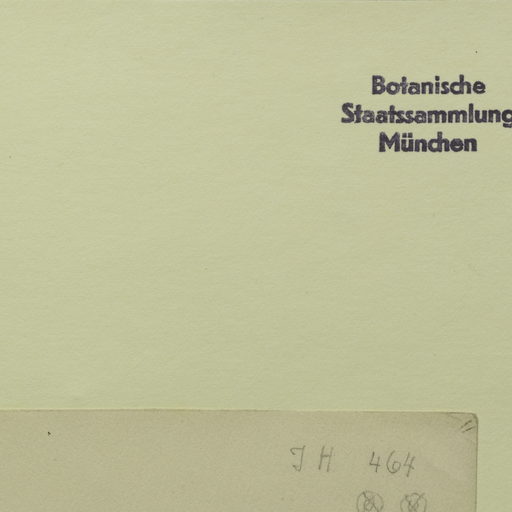 Botanische
Staatssammlung
München
JH 464